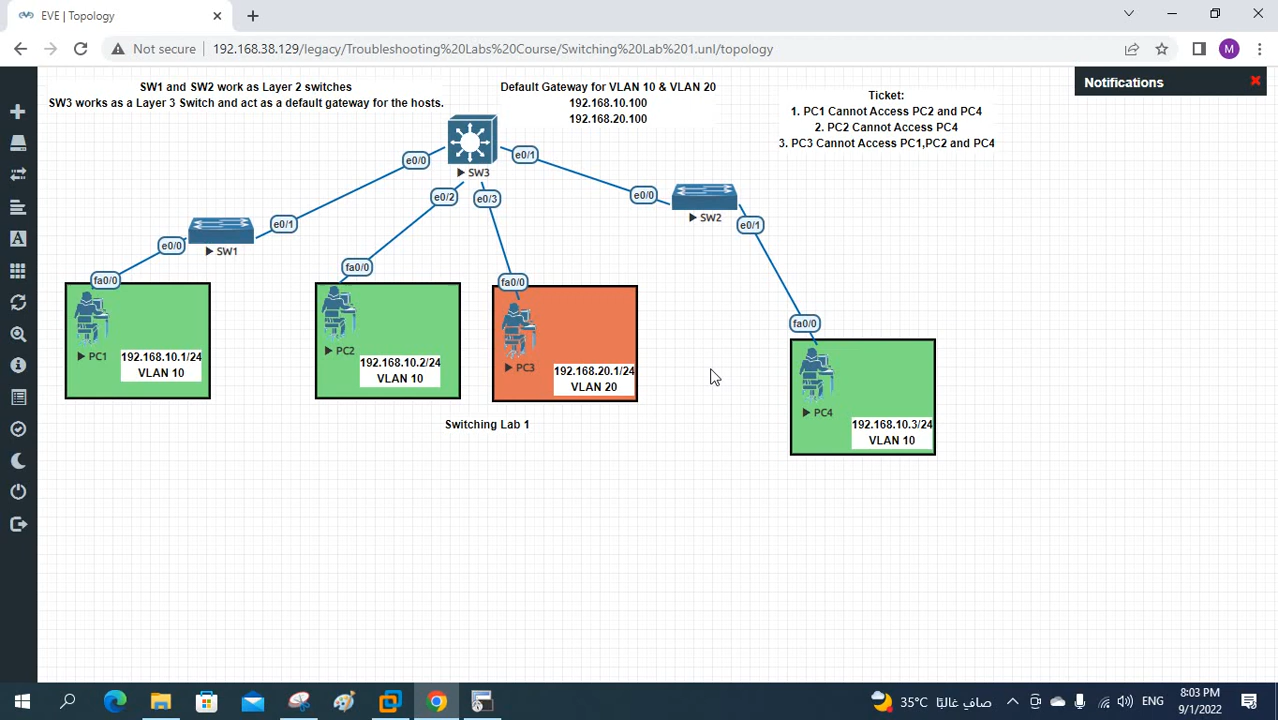 EVE | Topology
Not secure
192.168.38.129/legacy/Troubleshooting%20Labs%20Course/Switching%20Lab%201.unl/topology
M
Notifications
SW1 and SW2 work as Layer 2 switches
SW3 works as a Layer 3 Switch and act as a default gateway for the hosts.
Default Gateway for VLAN 10 & VLAN 20
192.168.10.100
192.168.20.100
Ticket:
1. PC1 Cannot Access PC2 and PC4
2. PC2 Cannot Access PC4
3. PC3 Cannot Access PC1,PC2 and PC4
e0/0
e0/1
SW3
e0/2
e0/3
e0/0
SW2
e0/1
e0/1
e0/0
SW1
fa0/0
PC1
192.168.10.1/24
VLAN 10
fa0/0
PC2
192.168.10.2/24
VLAN 10
fa0/0
PC3
192.168.20.1/24
VLAN 20
fa0/0
PC4
192.168.10.3/24
VLAN 10
Switching Lab 1
35°C
صافٍ غالبًا
ENG
8:03 PM
9/1/2022